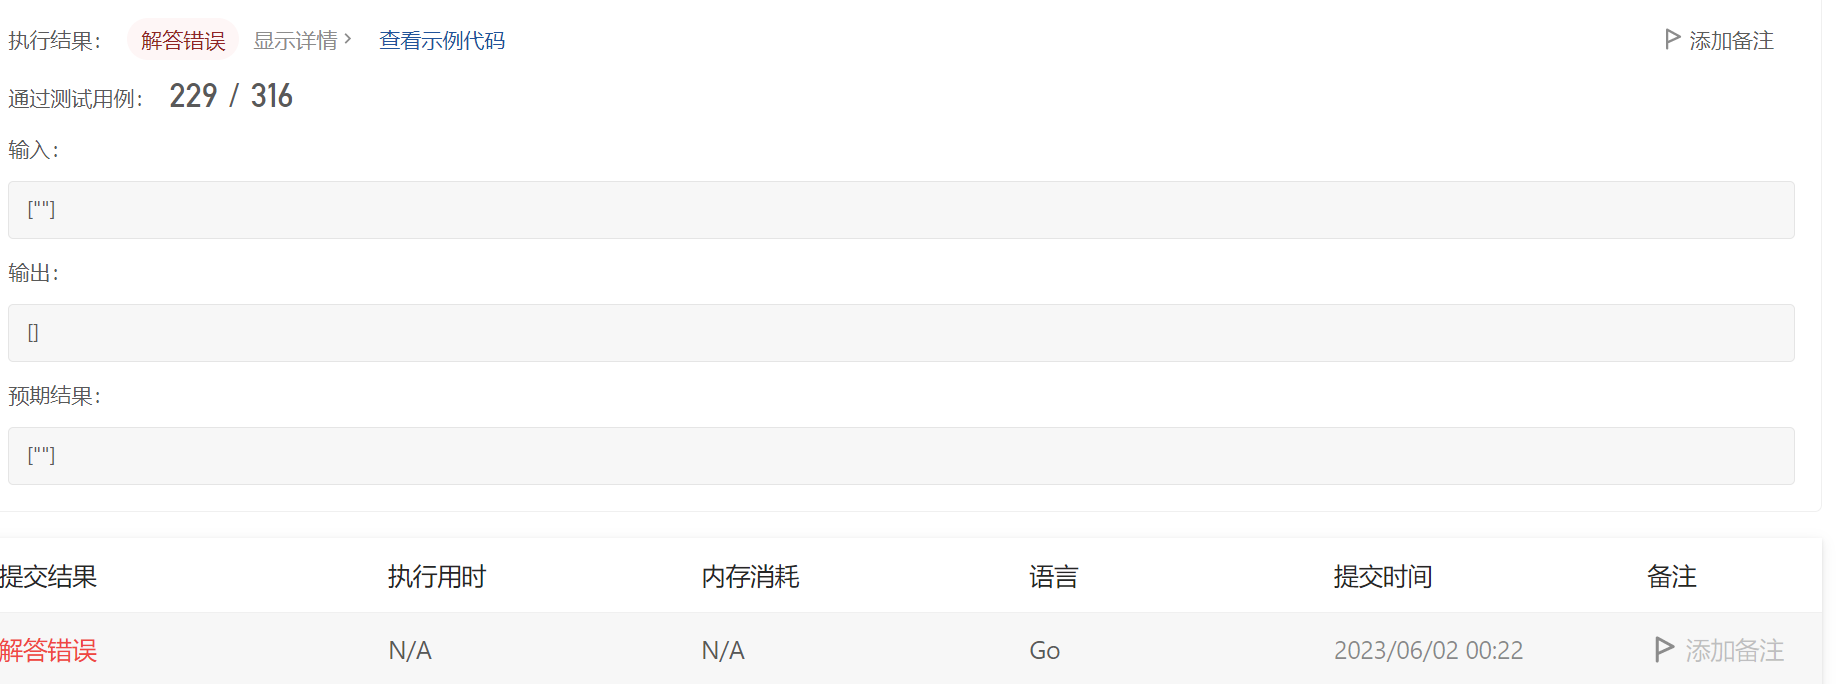 执行结果： 解答错误 显示详情 > 查看示例代码 添加备注
通过测试用例： 229 / 316
输入：
[""]
输出：
[]
预期结果：
[""]
提交结果 执行用时 内存消耗 语言 提交时间 备注
解答错误 N/A N/A Go 2023/06/02 00:22 添加备注